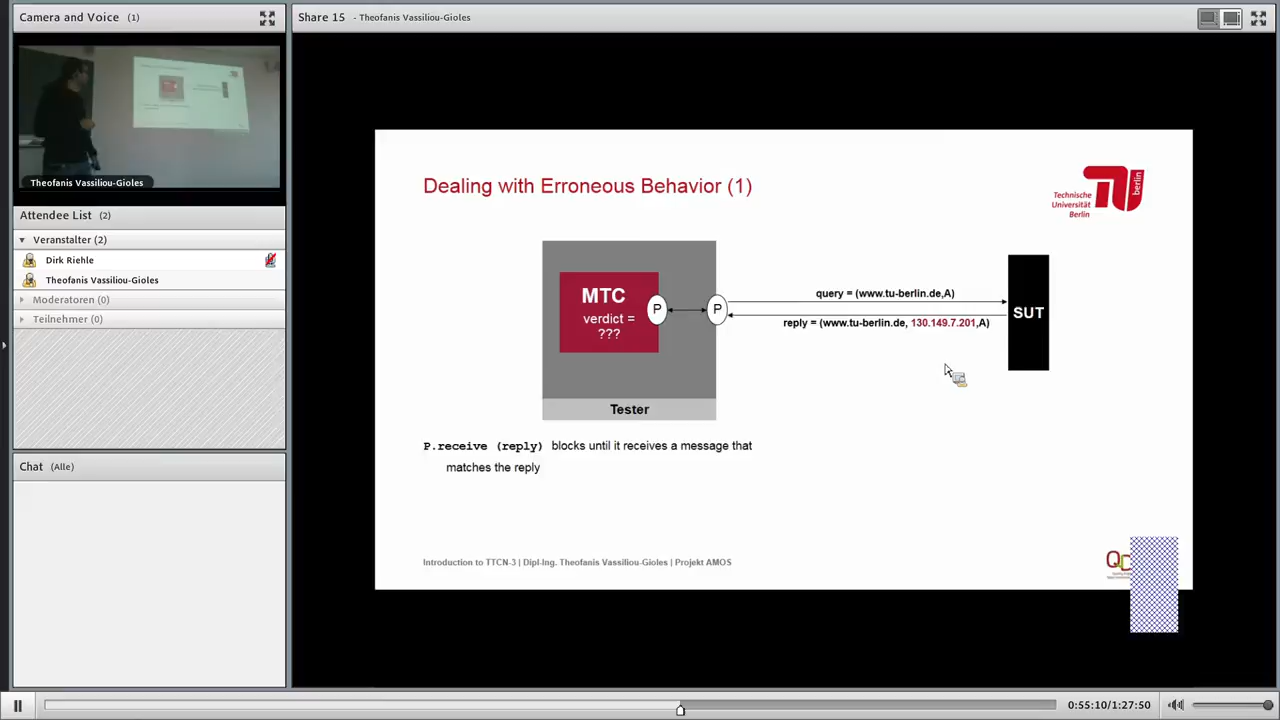 Camera and Voice (1)
Share 15 - Theofanis Vassiliou-Gioles
Theofanis Vassiliou-Gioles
Attendee List (2)
Veranstalter (2)
Dirk Riehle
Theofanis Vassiliou-Gioles
Moderatoren (0)
Teilnehmer (0)
Chat (Alle)
Dealing with Erroneous Behavior (1)
Technische
Universität
Berlin
berlin
MTC
verdict =
???
P
P
query = (www.tu-berlin.de,A)
reply = (www.tu-berlin.de, 130.149.7.201,A)
SUT
Tester
P.receive (reply) blocks until it receives a message that
matches the reply
Introduction to TTCN-3 | Dipl-Ing. Theofanis Vassiliou-Gioles | Projekt AMOS
0:55:10/1:27:50